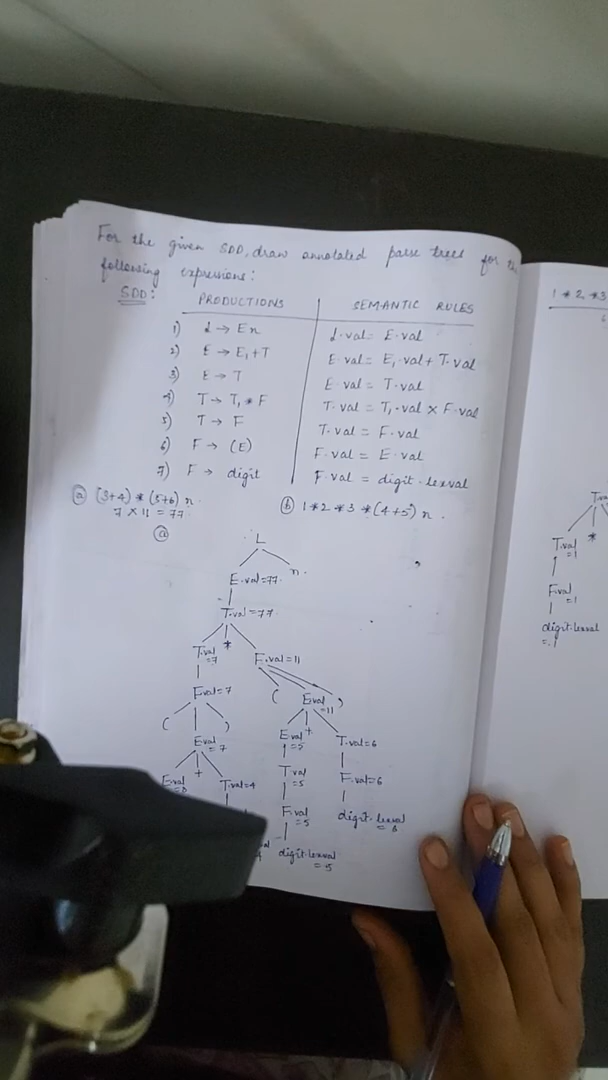 For the given SDD, draw annotated parse trees for
following expressions:
SDD:
PRODUCTIONS SEMANTIC RULES
1) L → En L.val = E.val
2) E → E₁ + T E.val = E₁.val + T.val
3) E → T E.val = T.val
4) T → T₁ * F T.val = T₁.val × F.val
5) T → F T.val = F.val
6) F → (E) F.val = E.val
7) F → digit F.val = digit.lexval
ⓐ (3+4) * (5+6) n. ⓑ 1*2*3*(4+5) n.
7 × 11 = 77.
ⓐ
L
E.val=77. n.
T.val=77.
T.val =7 * F.val=11
F.val=7 ( E.val =11 )
( E.val =7 ) E.val =5 + T.val=6
E.val + T.val=4 T.val =5 F.val=6
F.val =5 digit.lexval = 6
digit.lexval =5
1*2*3
*
T.val =1
F.val =1
digit.lexval = 1